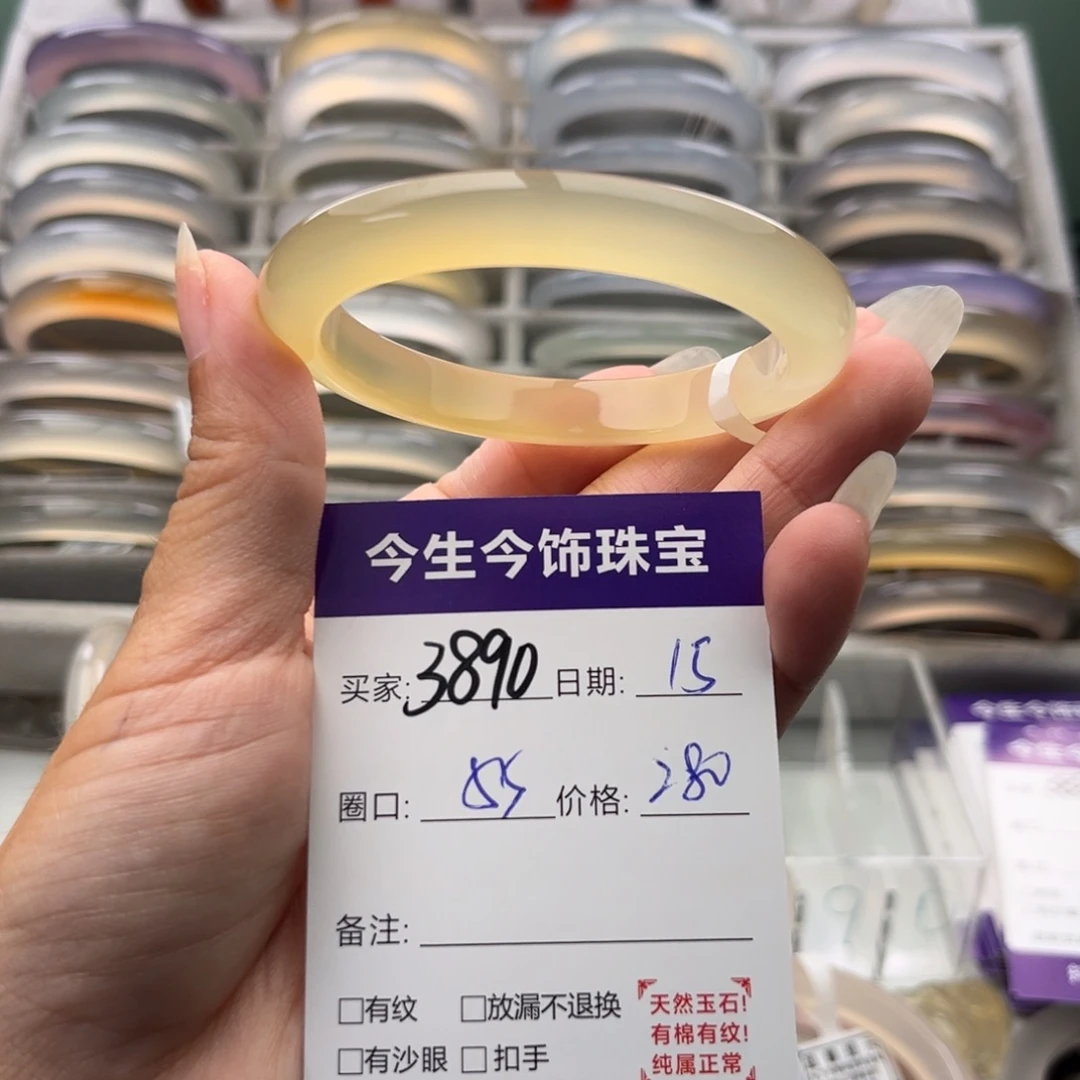 今生今饰珠宝
买家: 3890 日期: 15
圈口: 55 价格: 280
备注:
□有纹 □放漏不退换
□有沙眼 □扣手
天然玉石!
有棉有纹!
纯属正常